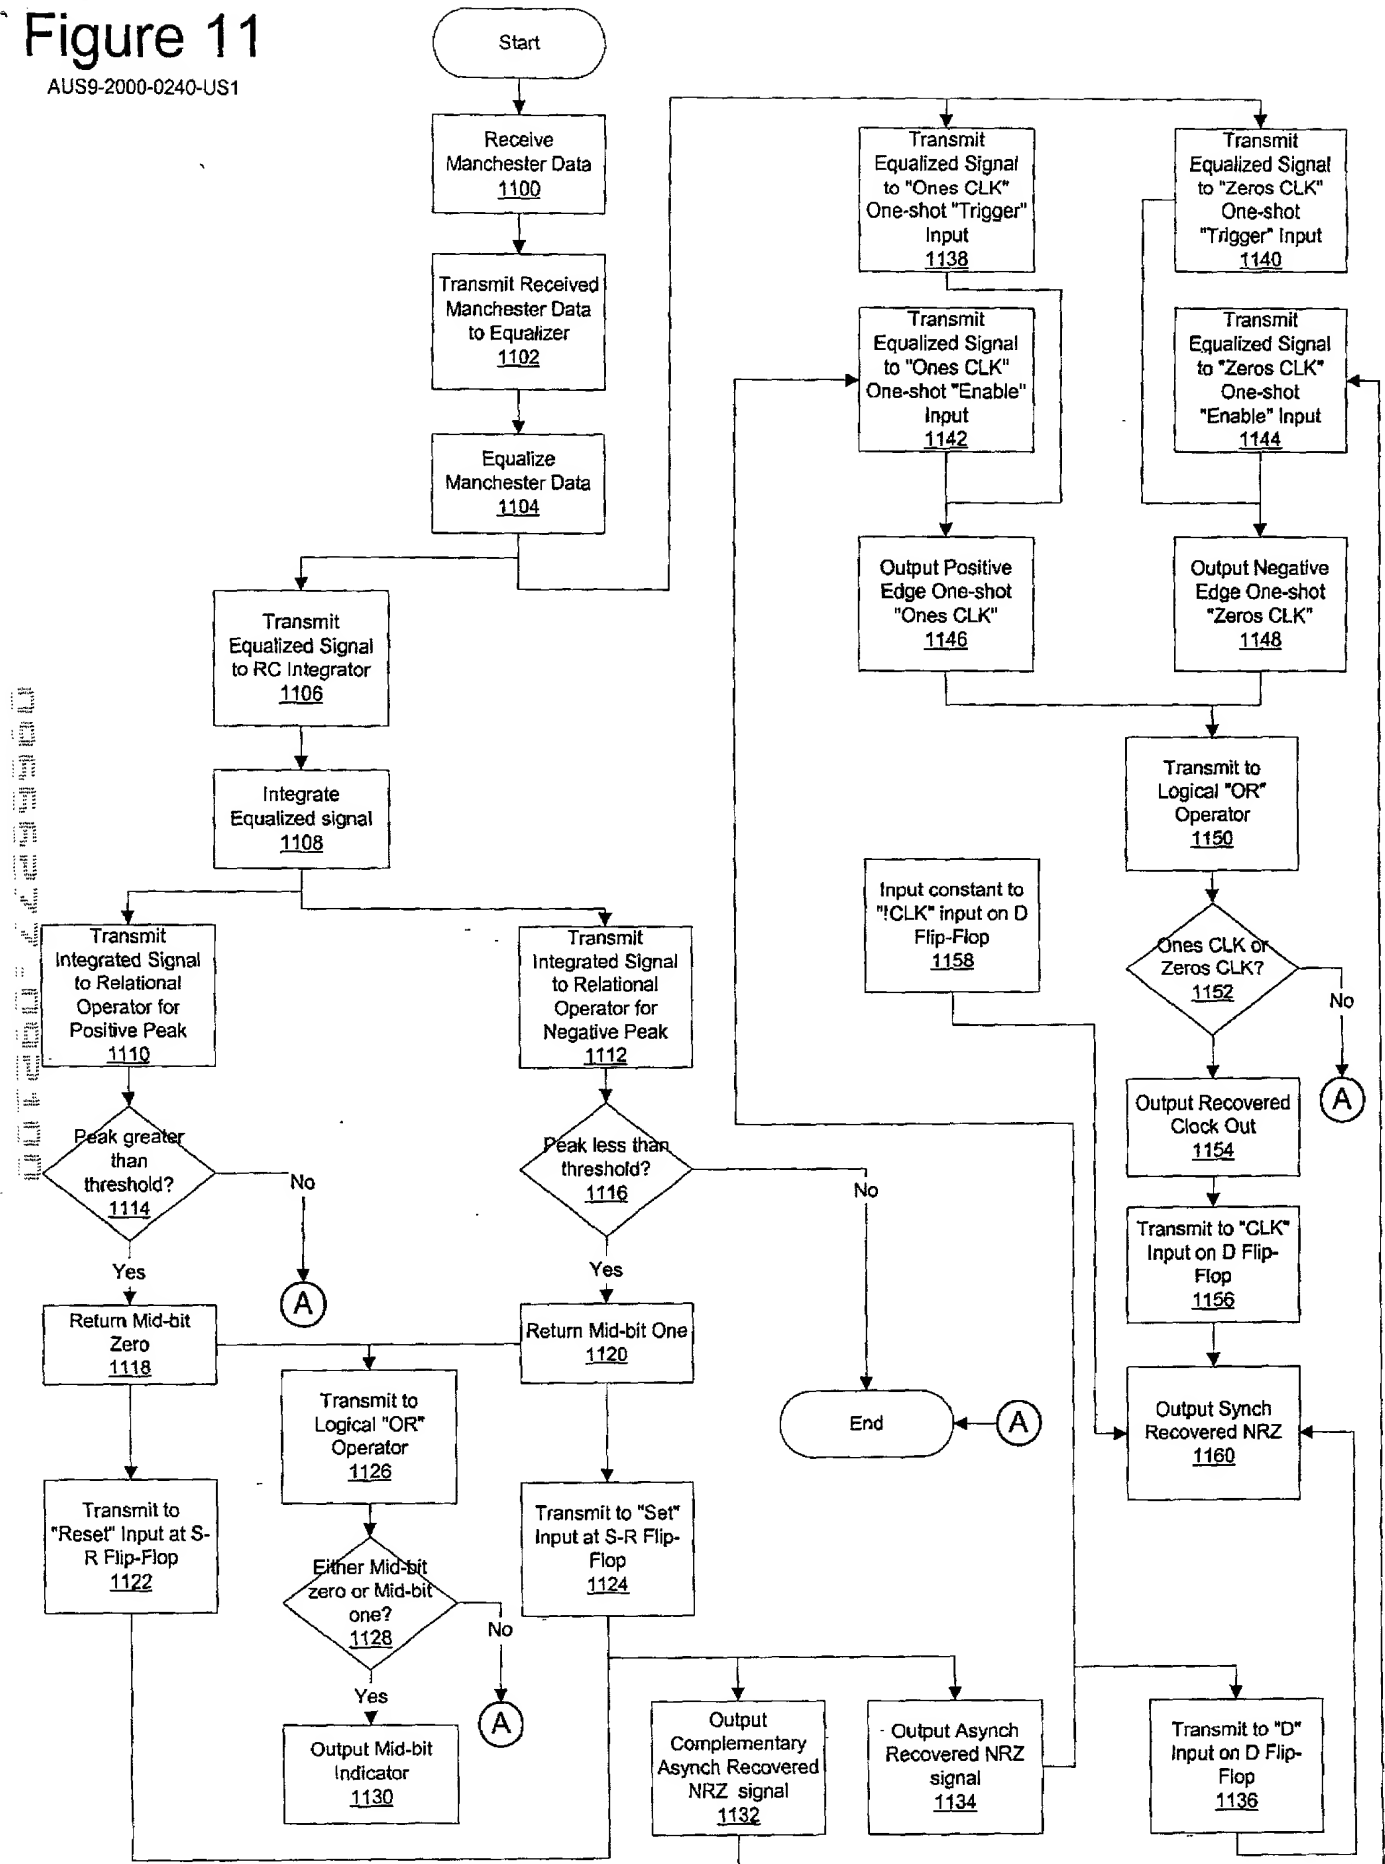 Figure 11
AUS9-2000-0240-US1
Start
Receive
Manchester Data
1100
Transmit Received
Manchester Data
to Equalizer
1102
Equalize
Manchester Data
1104
Transmit
Equalized Signal
to RC Integrator
1106
Integrate
Equalized signal
1108
Transmit
Integrated Signal
to Relational
Operator for
Positive Peak
1110
Transmit
Integrated Signal
to Relational
Operator for
Negative Peak
1112
Peak greater
than
threshold?
1114
No
A
Yes
Peak less than
threshold?
1116
No
Yes
Return Mid-bit
Zero
1118
Return Mid-bit One
1120
Transmit to
"Reset" Input at S-
R Flip-Flop
1122
Transmit to
Logical "OR"
Operator
1126
Transmit to "Set"
Input at S-R Flip-
Flop
1124
Either Mid-bit
zero or Mid-bit
one?
1128
No
A
Yes
Output Mid-bit
Indicator
1130
End
A
Output
Complementary
Asynch Recovered
NRZ signal
1132
Output Asynch
Recovered NRZ
signal
1134
Transmit to "D"
Input on D Flip-
Flop
1136
Transmit
Equalized Signal
to "Ones CLK"
One-shot "Trigger"
Input
1138
Transmit
Equalized Signal
to "Zeros CLK"
One-shot
"Trigger" Input
1140
Transmit
Equalized Signal
to "Ones CLK"
One-shot "Enable"
Input
1142
Transmit
Equalized Signal
to "Zeros CLK"
One-shot
"Enable" Input
1144
Output Positive
Edge One-shot
"Ones CLK"
1146
Output Negative
Edge One-shot
"Zeros CLK"
1148
Transmit to
Logical "OR"
Operator
1150
Input constant to
"!CLK" input on D
Flip-Flop
1158
Ones CLK or
Zeros CLK?
1152
No
A
Output Recovered
Clock Out
1154
Transmit to "CLK"
Input on D Flip-
Flop
1156
Output Synch
Recovered NRZ
1160